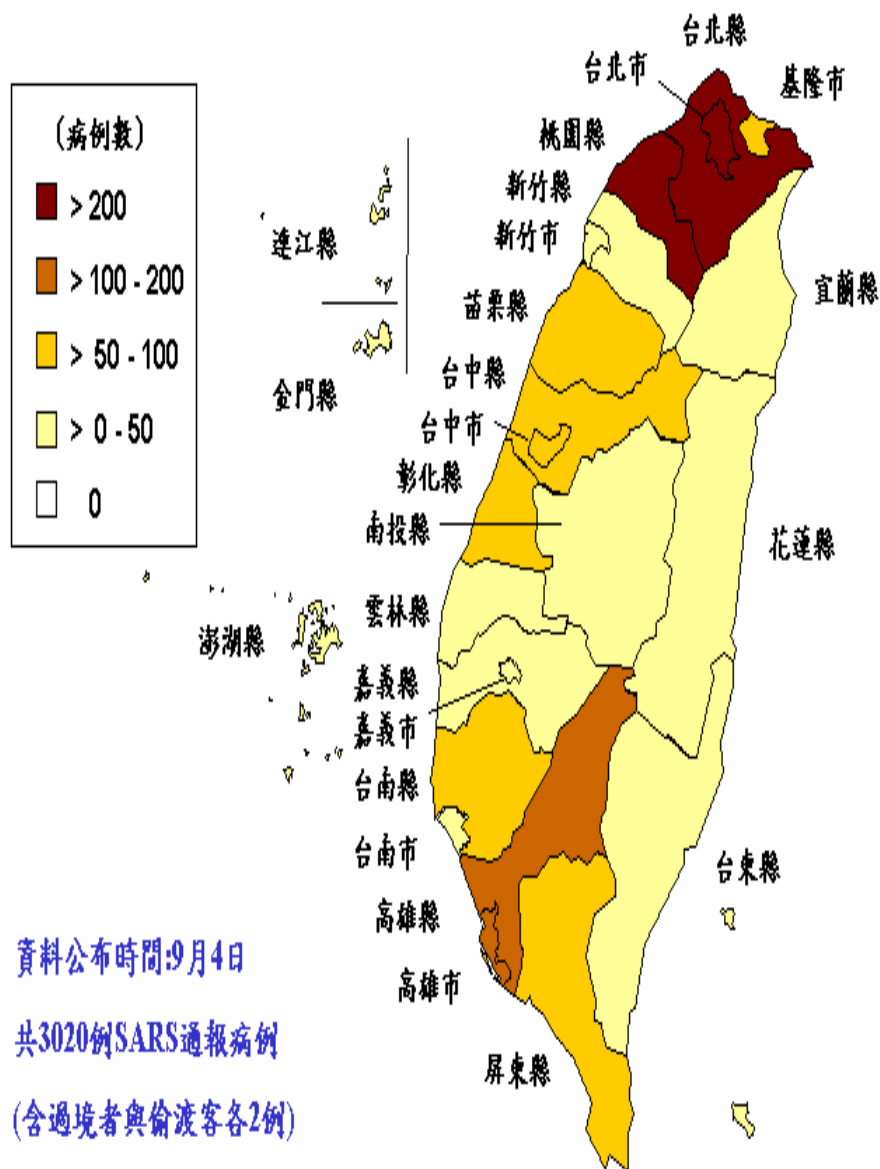 (病例數)
> 200
> 100 - 200
> 50 - 100
> 0 - 50
0
台北縣
台北市
基隆市
桃園縣
新竹縣
新竹市
連江縣
苗栗縣
宜蘭縣
金門縣
台中縣
台中市
彰化縣
南投縣
花蓮縣
雲林縣
澎湖縣
嘉義縣
嘉義市
台南縣
台南市
台東縣
高雄縣
高雄市
屏東縣
資料公布時間:9月4日
共3020例SARS通報病例
(含過境者與偷渡客各2例)